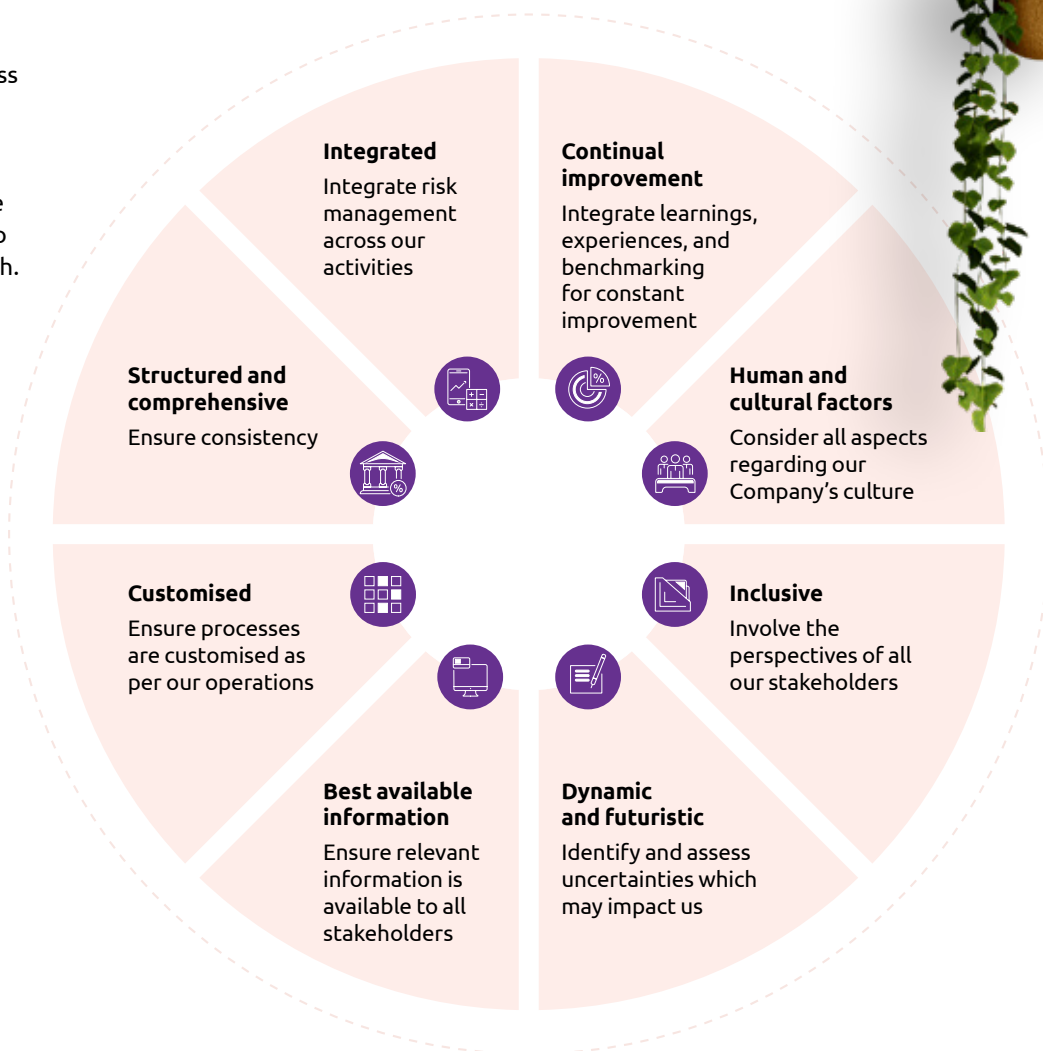 ss
e
o
h.
Integrated
Integrate risk
management
across our
activities
Continual
improvement
Integrate learnings,
experiences, and
benchmarking
for constant
improvement
Structured and
comprehensive
Ensure consistency
Human and
cultural factors
Consider all aspects
regarding our
Company’s culture
Customised
Ensure processes
are customised as
per our operations
Inclusive
Involve the
perspectives of all
our stakeholders
Best available
information
Ensure relevant
information is
available to all
stakeholders
Dynamic
and futuristic
Identify and assess
uncertainties which
may impact us